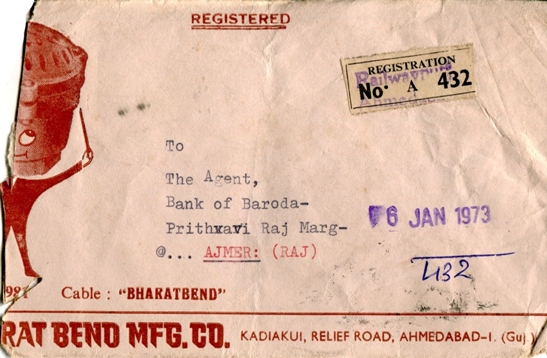 REGISTERED
REGISTRATION
No. A 432
To
The Agent,
Bank of Baroda-
Prithvavi Raj Marg-
@... AJMER: (RAJ)
6 JAN 1973
432
Cable : "BHARATBEND"
RAT BEND MFG. CO. KADIAKUI, RELIEF ROAD, AHMEDABAD-1. (Guj